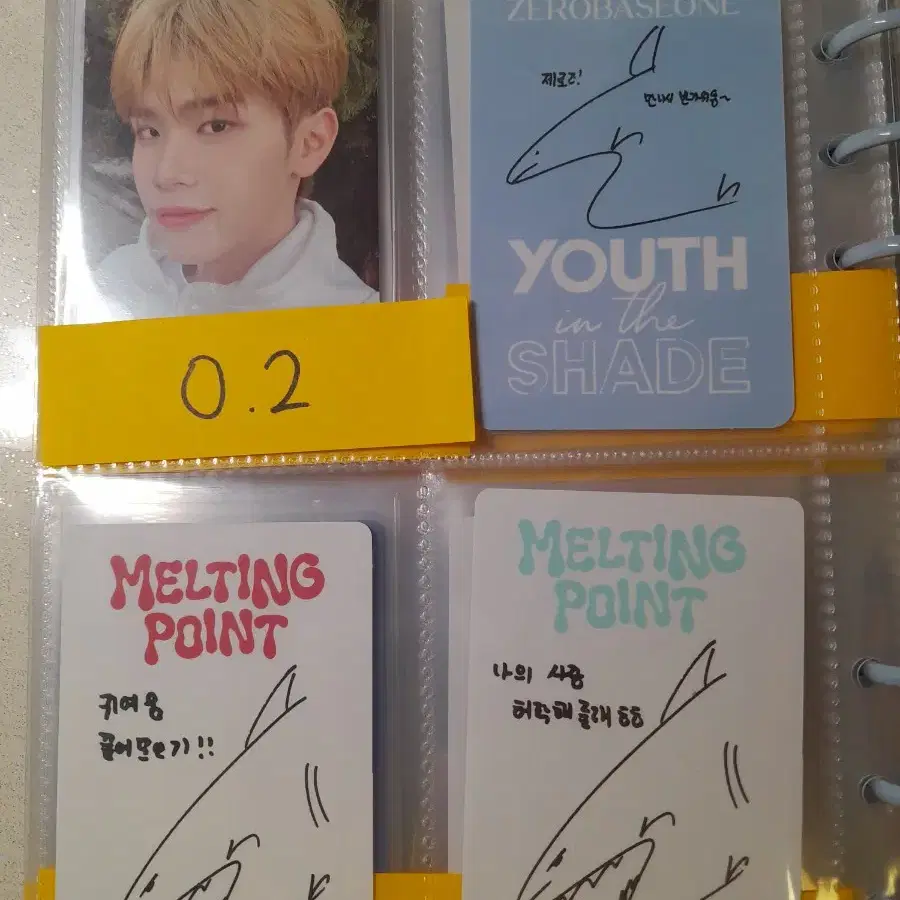 ZEROBASEONE
제로즈!
만나서 반가워용~
YOUTH
in the
SHADE
0.2
MELTING
POINT
귀여움
끌어모으기!!
MELTING
POINT
나의 사랑
허락해줄래